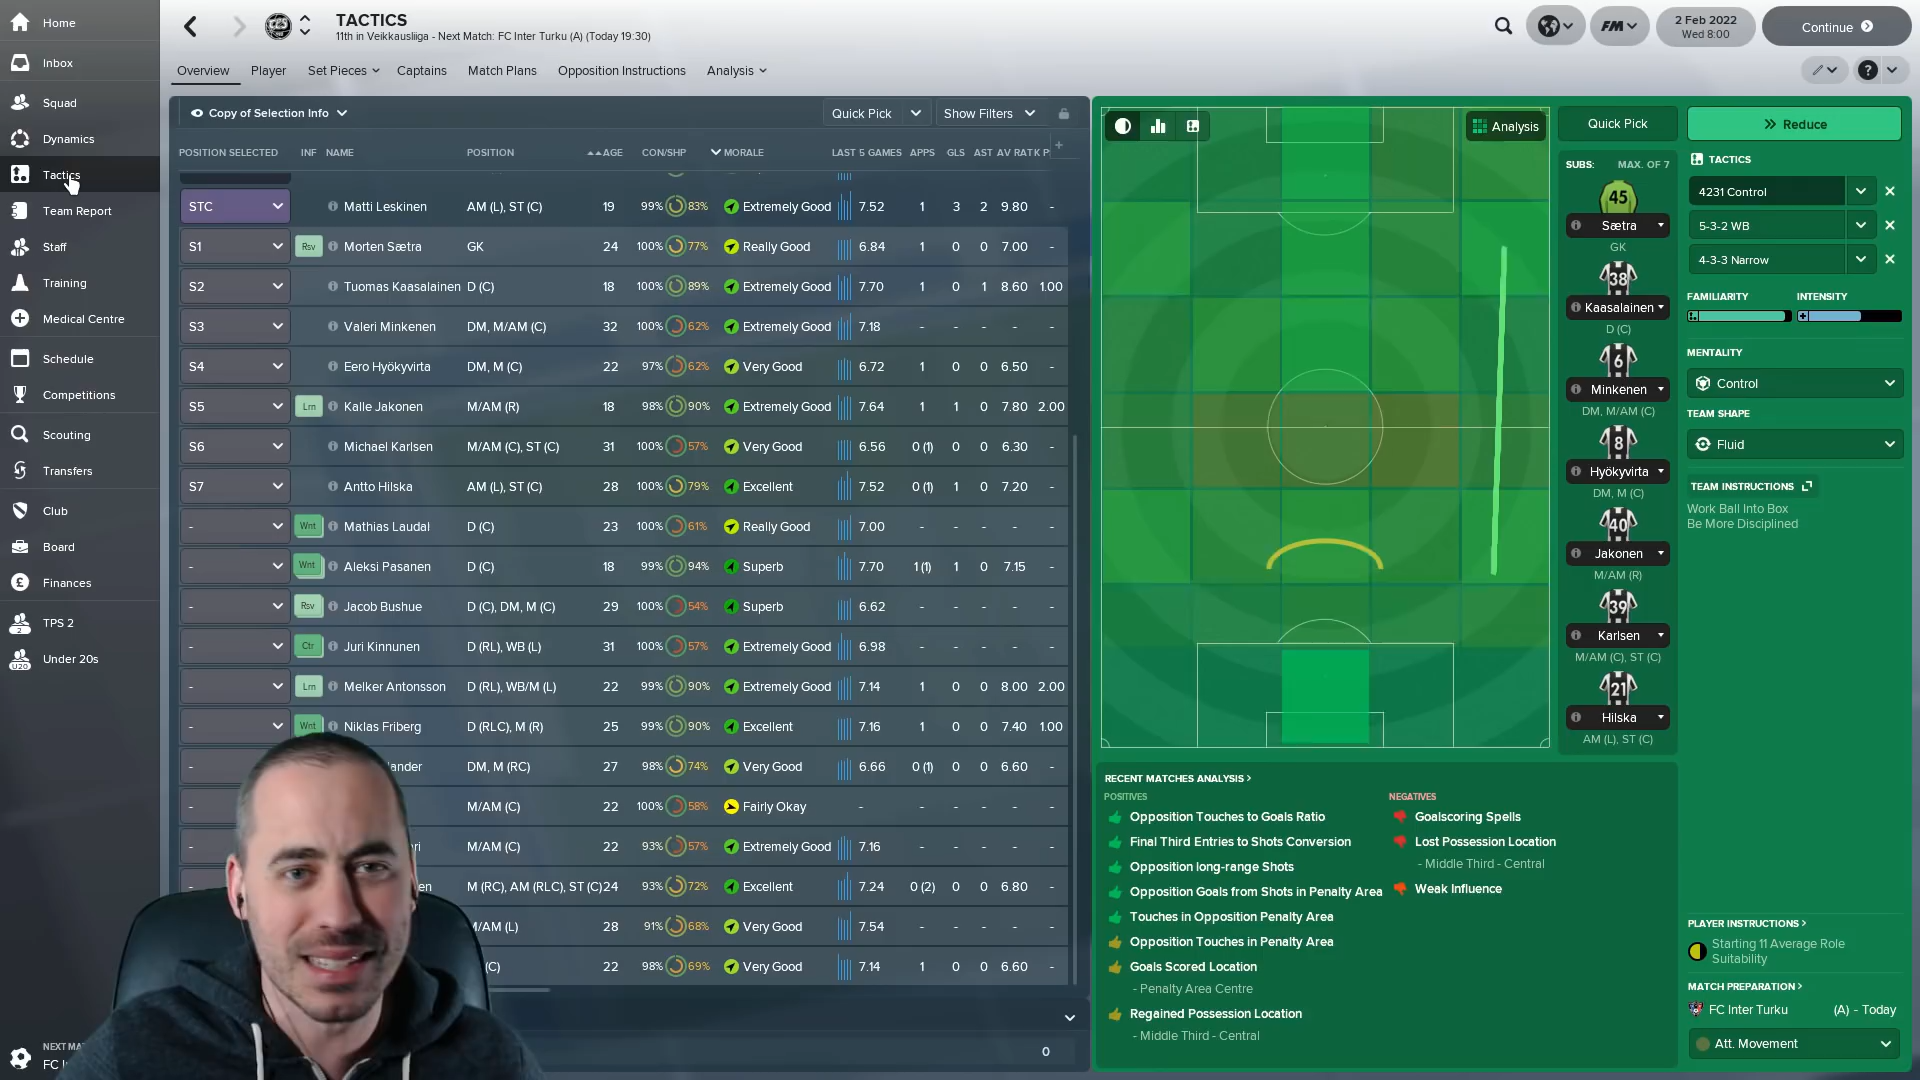 Home
Inbox
Squad
Dynamics
Tactics
Team Report
Staff
Training
Medical Centre
Schedule
Competitions
Scouting
Transfers
Club
Board
Finances
TPS 2
Under 20s
NEXT MA
FC I
TACTICS
11th in Veikkausliiga - Next Match: FC Inter Turku (A) (Today 19:30)
FM
2 Feb 2022
Wed 8:00
Continue
Overview Player Set Pieces Captains Match Plans Opposition Instructions Analysis
Copy of Selection Info Quick Pick Show Filters
POSITION SELECTED INF NAME POSITION AGE CON/SHP MORALE LAST 5 GAMES APPS GLS AST AV RAT K P
STC Matti Leskinen AM (L), ST (C) 19 99% 83% Extremely Good 7.52 1 3 2 9.80 -
S1 Rsv Morten Sætra GK 24 100% 77% Really Good 6.84 1 0 0 7.00 -
S2 Tuomas Kaasalainen D (C) 18 100% 89% Extremely Good 7.70 1 0 1 8.60 1.00
S3 Valeri Minkenen DM, M/AM (C) 32 100% 62% Extremely Good 7.18 - - - - -
S4 Eero Hyökyvirta DM, M (C) 22 97% 62% Very Good 6.72 1 0 0 6.50 -
S5 Lrn Kalle Jakonen M/AM (R) 18 98% 90% Extremely Good 7.64 1 1 0 7.80 2.00
S6 Michael Karlsen M/AM (C), ST (C) 31 100% 57% Very Good 6.56 0 (1) 0 0 6.30 -
S7 Antto Hilska AM (L), ST (C) 28 100% 79% Excellent 7.52 0 (1) 1 0 7.20 -
- Wnt Mathias Laudal D (C) 23 100% 61% Really Good 7.00 - - - - -
- Wnt Aleksi Pasanen D (C) 18 99% 94% Superb 7.70 1 (1) 1 0 7.15 -
- Rsv Jacob Bushue D (C), DM, M (C) 29 100% 54% Superb 6.62 - - - - -
- Ctr Juri Kinnunen D (RL), WB (L) 31 100% 57% Extremely Good 6.98 - - - - -
- Lrn Melker Antonsson D (RL), WB/M (L) 22 99% 90% Extremely Good 7.14 1 0 0 8.00 2.00
- Wnt Niklas Friberg D (RLC), M (R) 25 99% 90% Excellent 7.16 1 0 0 7.40 1.00
- lander DM, M (RC) 27 98% 74% Very Good 6.66 0 (1) 0 0 6.60 -
- M/AM (C) 22 100% 58% Fairly Okay - - - - - -
- ri M/AM (C) 22 93% 57% Extremely Good 7.16 - - - - -
- en M (RC), AM (RLC), ST (C) 24 93% 72% Excellent 7.24 0 (2) 0 0 6.80 -
M/AM (L) 28 91% 68% Very Good 7.54 - - - - -
(C) 22 98% 69% Very Good 7.14 1 0 0 6.60 -
0
Analysis
RECENT MATCHES ANALYSIS >
POSITIVES
Opposition Touches to Goals Ratio
Final Third Entries to Shots Conversion
Opposition long-range Shots
Opposition Goals from Shots in Penalty Area
Touches in Opposition Penalty Area
Opposition Touches in Penalty Area
Goals Scored Location
- Penalty Area Centre
Regained Possession Location
- Middle Third - Central
NEGATIVES
Goalscoring Spells
Lost Possession Location
- Middle Third - Central
Weak Influence
Quick Pick
SUBS: MAX. OF 7
45
Sætra
GK
38
Kaasalainen
D (C)
6
Minkenen
DM, M/AM (C)
8
Hyökyvirta
DM, M (C)
40
Jakonen
M/AM (R)
39
Karlsen
M/AM (C), ST (C)
21
Hilska
AM (L), ST (C)
Reduce
TACTICS
4231 Control
5-3-2 WB
4-3-3 Narrow
FAMILIARITY INTENSITY
MENTALITY
Control
TEAM SHAPE
Fluid
TEAM INSTRUCTIONS
Work Ball Into Box
Be More Disciplined
PLAYER INSTRUCTIONS >
Starting 11 Average Role
Suitability
MATCH PREPARATION >
FC Inter Turku (A) - Today
Att. Movement